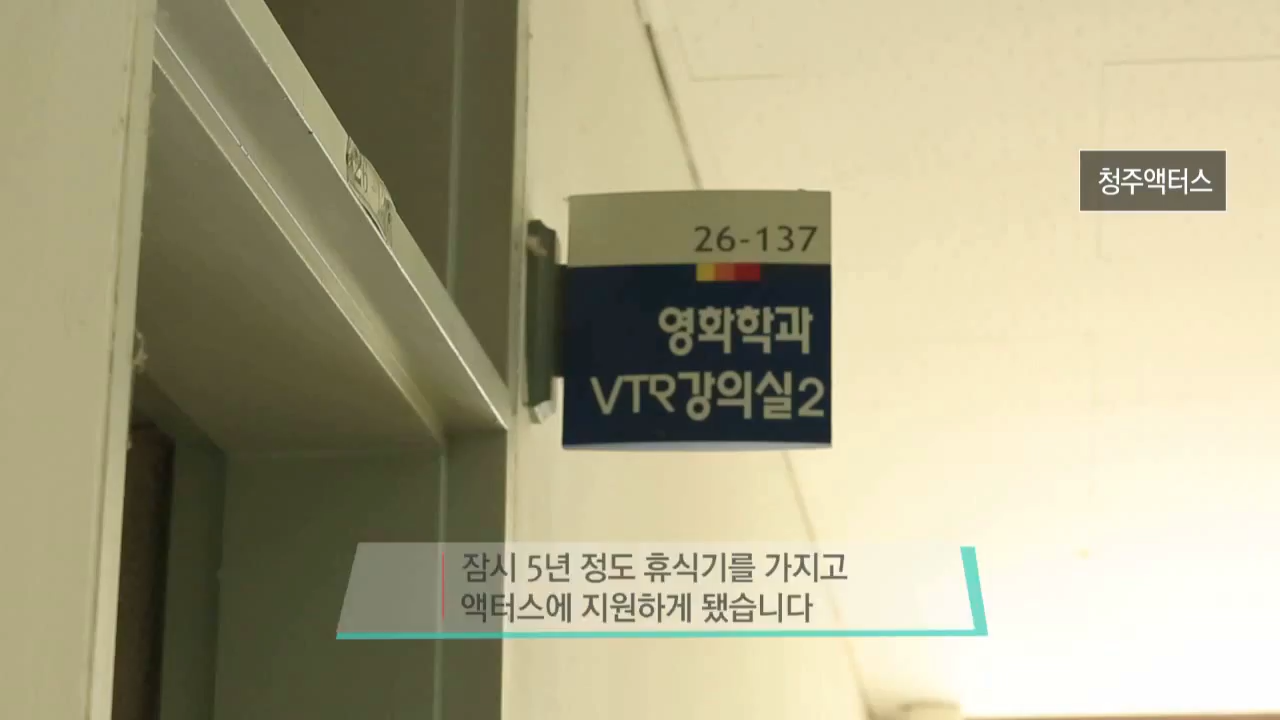 청주액터스
26-137
영화학과
VTR강의실2
잠시 5년 정도 휴식기를 가지고
액터스에 지원하게 됐습니다